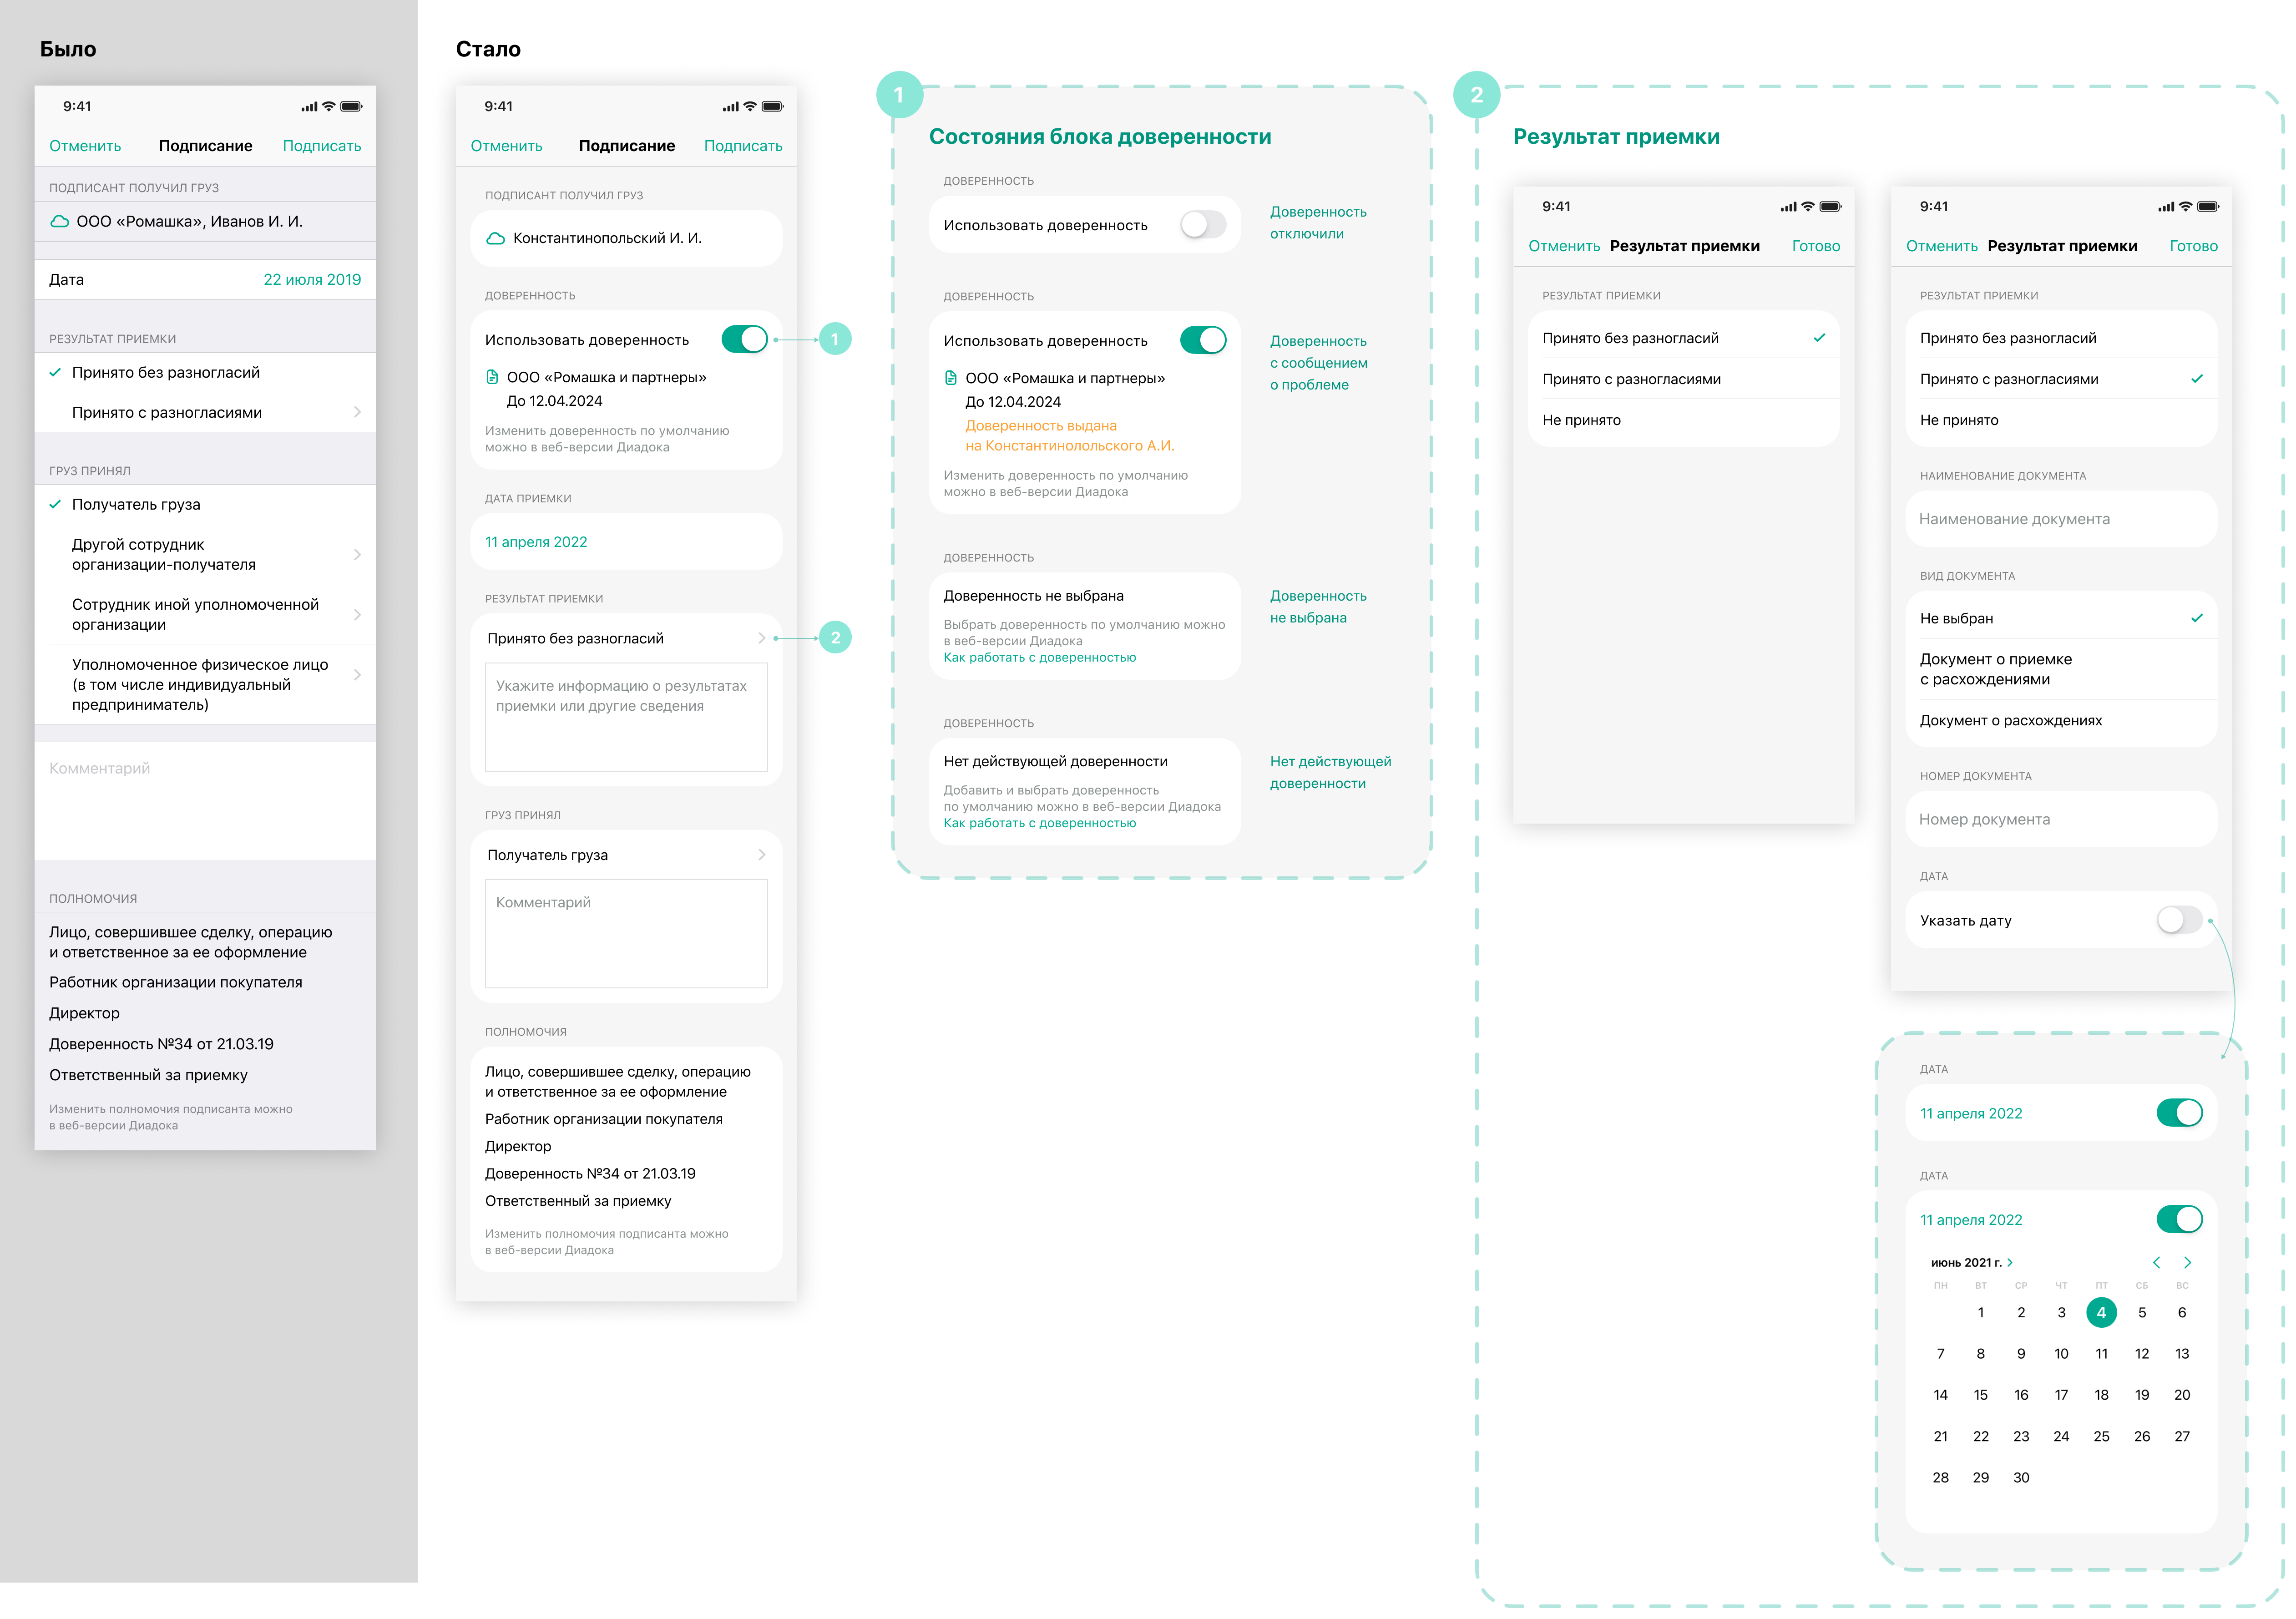 Было
9:41
Отменить Подписание Подписать
ПОДПИСАНТ ПОЛУЧИЛ ГРУЗ
ООО «Ромашка», Иванов И. И.
Дата 22 июля 2019
РЕЗУЛЬТАТ ПРИЕМКИ
Принято без разногласий
Принято с разногласиями
ГРУЗ ПРИНЯЛ
Получатель груза
Другой сотрудник
организации-получателя
Сотрудник иной уполномоченной
организации
Уполномоченное физическое лицо
(в том числе индивидуальный
предприниматель)
Комментарий
ПОЛНОМОЧИЯ
Лицо, совершившее сделку, операцию
и ответственное за ее оформление
Работник организации покупателя
Директор
Доверенность №34 от 21.03.19
Ответственный за приемку
Изменить полномочия подписанта можно
в веб-версии Диадока
Стало
9:41
Отменить Подписание Подписать
ПОДПИСАНТ ПОЛУЧИЛ ГРУЗ
Константинопольский И. И.
ДОВЕРЕННОСТЬ
Использовать доверенность
1
ООО «Ромашка и партнеры»
До 12.04.2024
Изменить доверенность по умолчанию
можно в веб-версии Диадока
ДАТА ПРИЕМКИ
11 апреля 2022
РЕЗУЛЬТАТ ПРИЕМКИ
Принято без разногласий
2
Укажите информацию о результатах
приемки или другие сведения
ГРУЗ ПРИНЯЛ
Получатель груза
Комментарий
ПОЛНОМОЧИЯ
Лицо, совершившее сделку, операцию
и ответственное за ее оформление
Работник организации покупателя
Директор
Доверенность №34 от 21.03.19
Ответственный за приемку
Изменить полномочия подписанта можно
в веб-версии Диадока
1
Состояния блока доверенности
ДОВЕРЕННОСТЬ
Использовать доверенность
Доверенность
отключили
ДОВЕРЕННОСТЬ
Использовать доверенность
ООО «Ромашка и партнеры»
До 12.04.2024
Доверенность выдана
на Константинолольского А.И.
Изменить доверенность по умолчанию
можно в веб-версии Диадока
Доверенность
с сообщением
о проблеме
ДОВЕРЕННОСТЬ
Доверенность не выбрана
Выбрать доверенность по умолчанию можно
в веб-версии Диадока
Как работать с доверенностью
Доверенность
не выбрана
ДОВЕРЕННОСТЬ
Нет действующей доверенности
Добавить и выбрать доверенность
по умолчанию можно в веб-версии Диадока
Как работать с доверенностью
Нет действующей
доверенности
2
Результат приемки
9:41
Отменить Результат приемки Готово
РЕЗУЛЬТАТ ПРИЕМКИ
Принято без разногласий
Принято с разногласиями
Не принято
9:41
Отменить Результат приемки Готово
РЕЗУЛЬТАТ ПРИЕМКИ
Принято без разногласий
Принято с разногласиями
Не принято
НАИМЕНОВАНИЕ ДОКУМЕНТА
Наименование документа
ВИД ДОКУМЕНТА
Не выбран
Документ о приемке
с расхождениями
Документ о расхождениях
НОМЕР ДОКУМЕНТА
Номер документа
ДАТА
Указать дату
ДАТА
11 апреля 2022
ДАТА
11 апреля 2022
июнь 2021 г.
ПН ВТ СР ЧТ ПТ СБ ВС
1 2 3 4 5 6
7 8 9 10 11 12 13
14 15 16 17 18 19 20
21 22 23 24 25 26 27
28 29 30